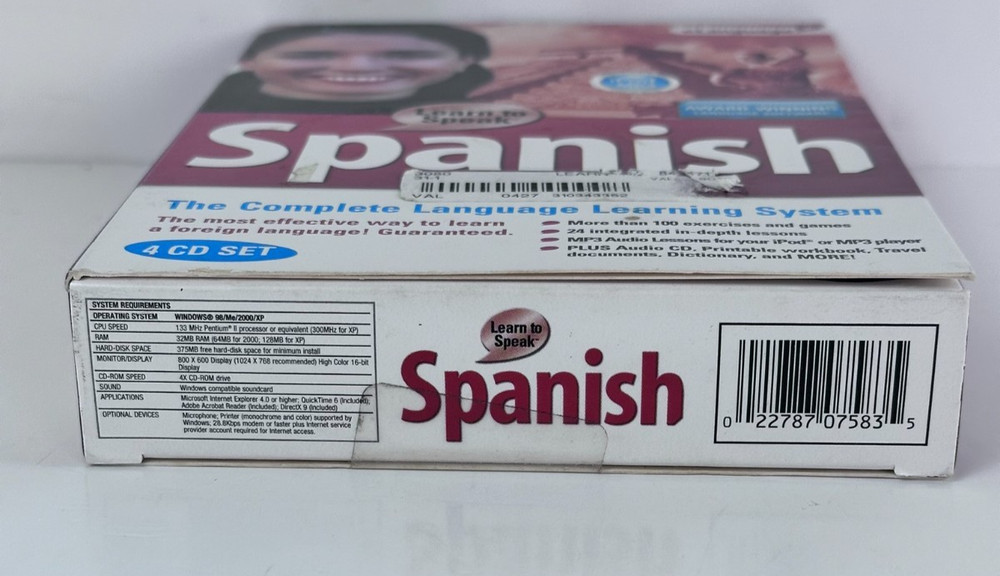 Learn to
Speak
Spanish
3080
311
VAL
0427 310343362
The Complete Language Learning System
The most effective way to learn
a foreign language! Guaranteed.
4 CD SET
More than 100 exercises and games
24 integrated in-depth lessons
MP3 Audio Lessons for your iPod® or MP3 player
PLUS Audio CD, Printable workbook, Travel
documents, Dictionary, and MORE!
SYSTEM REQUIREMENTS
OPERATING SYSTEM WINDOWS® 98/Me/2000/XP
CPU SPEED 133 MHz Pentium® II processor or equivalent (300MHz for XP)
RAM 32MB RAM (64MB for 2000; 128MB for XP)
HARD-DISK SPACE 375MB free hard-disk space for minimum install
MONITOR/DISPLAY 800 X 600 Display (1024 X 768 recommended) High Color 16-bit
Display
CD-ROM SPEED 4X CD-ROM drive
SOUND Windows compatible soundcard
APPLICATIONS Microsoft Internet Explorer 4.0 or higher; QuickTime 6 (included);
Adobe Acrobat Reader (included); DirectX 9 (included)
OPTIONAL DEVICES Microphone; Printer (monochrome and color) supported by
Windows; 28.8Kbps modem or faster plus Internet service
provider account required for Internet access.
Learn to
Speak™
Spanish
0 22787 07583 5